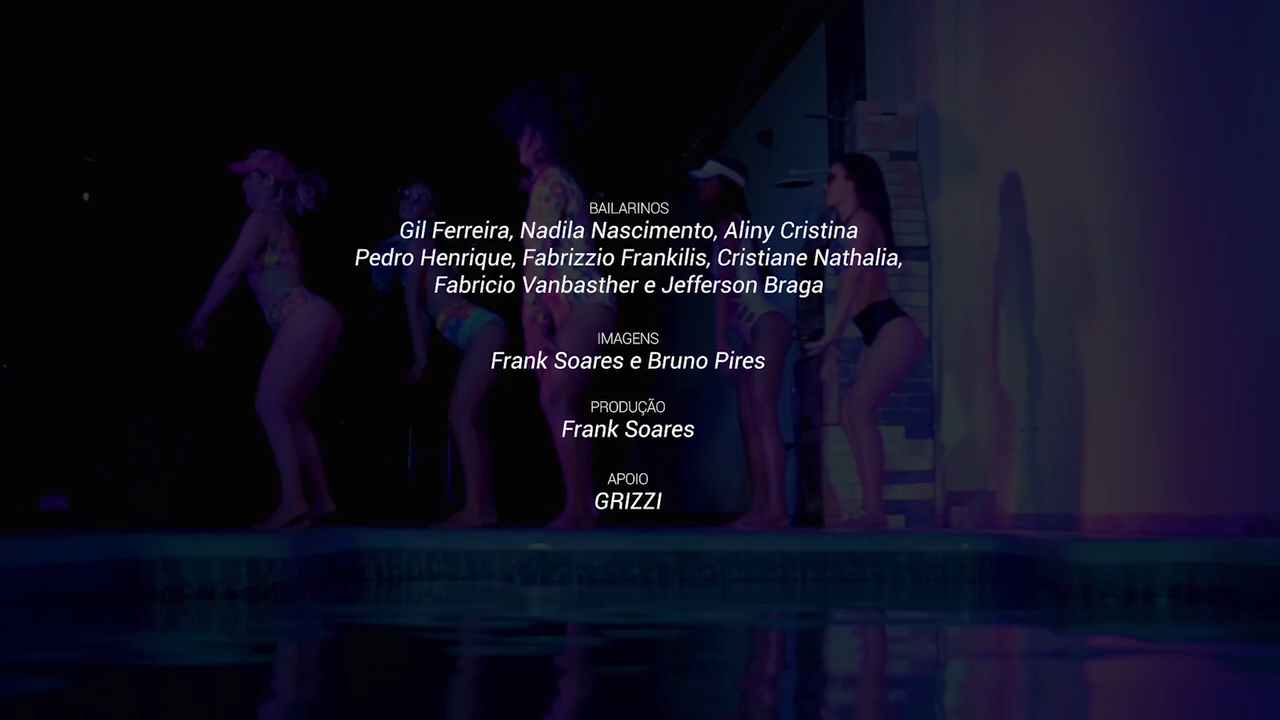 BAILARINOS
Gil Ferreira, Nadila Nascimento, Aliny Cristina
Pedro Henrique, Fabrizzio Frankilis, Cristiane Nathalia,
Fabricio Vanbasther e Jefferson Braga
IMAGENS
Frank Soares e Bruno Pires
PRODUÇÃO
Frank Soares
APOIO
GRIZZI